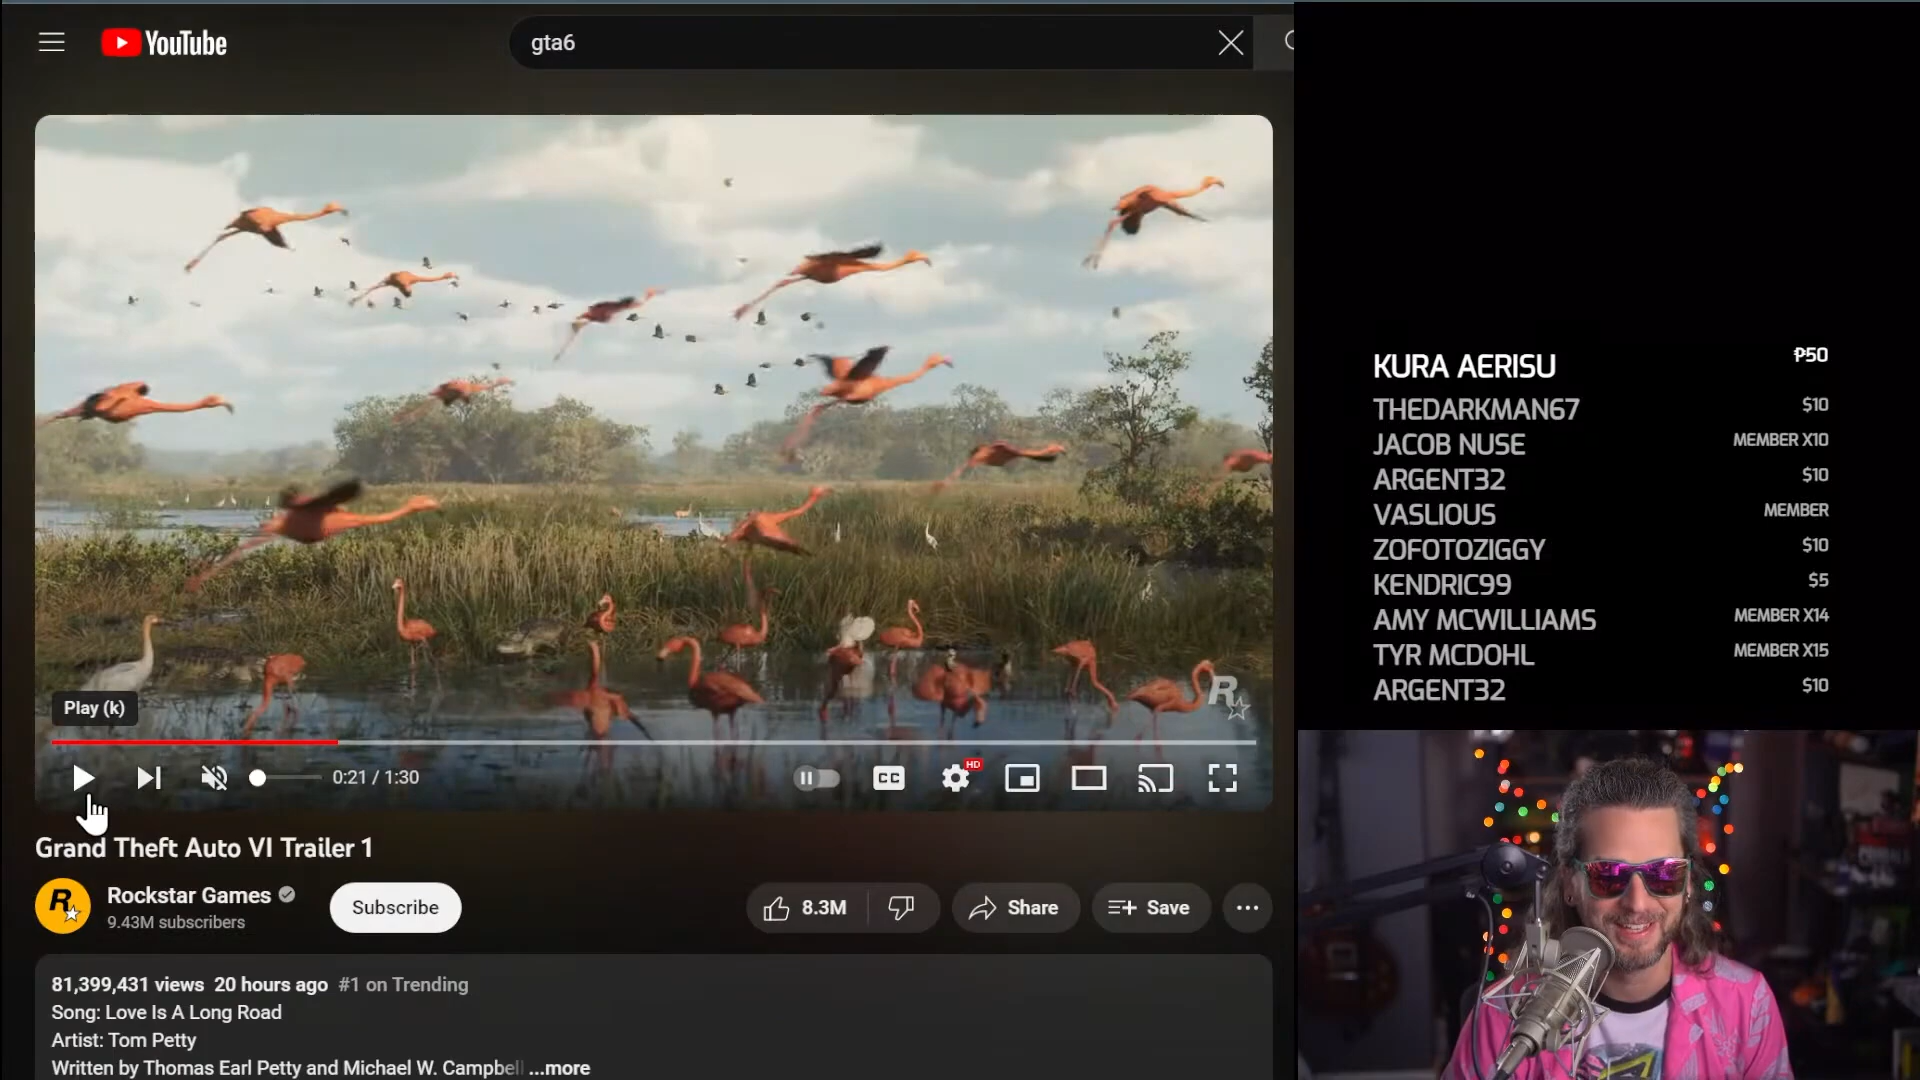 YouTube
gta6
Play (k)
0:21 / 1:30
CC
HD
Grand Theft Auto VI Trailer 1
Rockstar Games
9.43M subscribers
Subscribe
8.3M
Share
Save
81,399,431 views 20 hours ago #1 on Trending
Song: Love Is A Long Road
Artist: Tom Petty
Written by Thomas Earl Petty and Michael W. Campbell ...more
KURA AERISU ₱50
THEDARKMAN67 $10
JACOB NUSE MEMBER X10
ARGENT32 $10
VASLIOUS MEMBER
ZOFOTOZIGGY $10
KENDRIC99 $5
AMY MCWILLIAMS MEMBER X14
TYR MCDOHL MEMBER X15
ARGENT32 $10